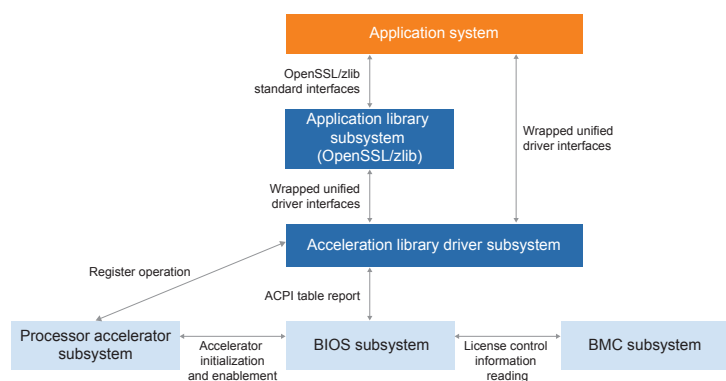 Application system
OpenSSL/zlib
standard interfaces
Application library
subsystem
(OpenSSL/zlib)
Wrapped unified
driver interfaces
Wrapped unified
driver interfaces
Acceleration library driver subsystem
Register operation
ACPI table report
Processor accelerator
subsystem
Accelerator
initialization
and enablement
BIOS subsystem
License control
information
reading
BMC subsystem